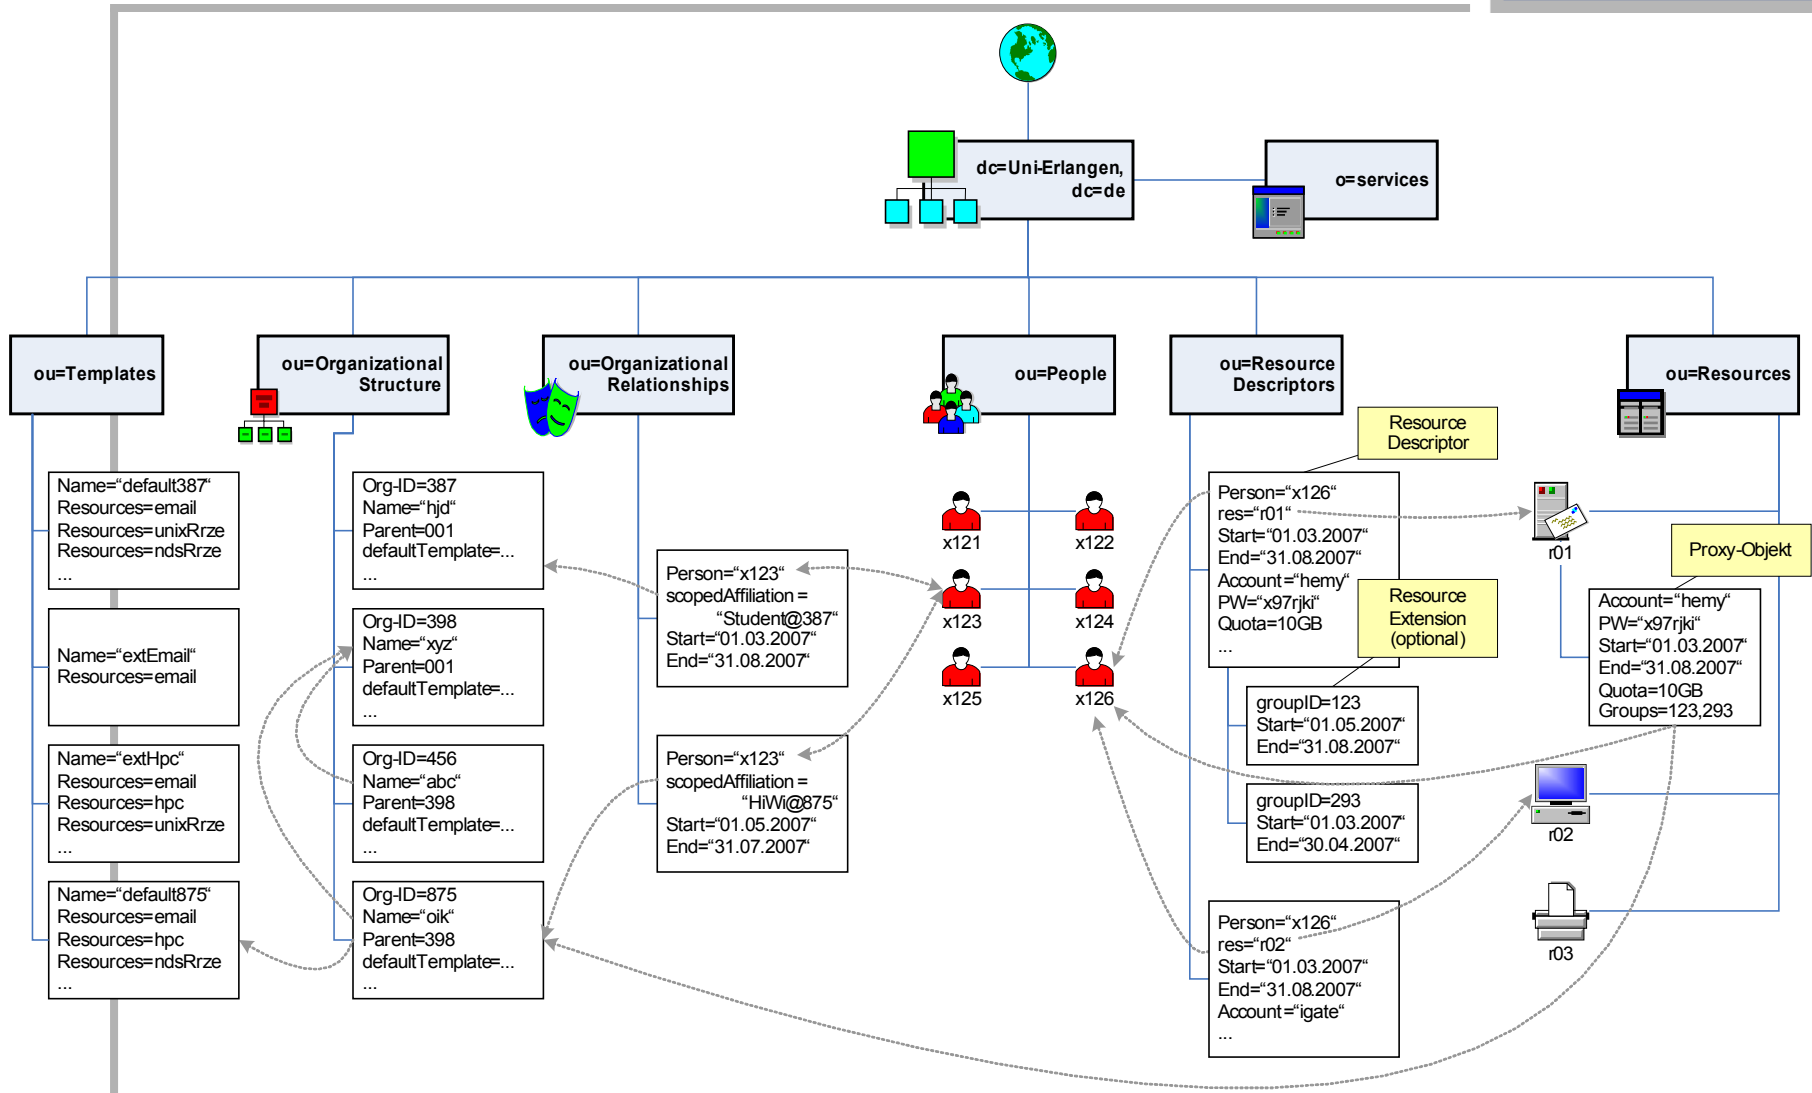 dc=Uni-Erlangen,
dc=de
o=services
ou=Templates
ou=Organizational
Structure
ou=Organizational
Relationships
ou=People
ou=Resource
Descriptors
ou=Resources
Name=“default387“
Resources=email
Resources=unixRrze
Resources=ndsRrze
...
Name=“extEmail“
Resources=email
Name=“extHpc“
Resources=email
Resources=hpc
Resources=unixRrze
...
Name=“default875“
Resources=email
Resources=hpc
Resources=ndsRrze
...
Org-ID=387
Name=“hjd“
Parent=001
defaultTemplate=...
...
Org-ID=398
Name=“xyz“
Parent=001
defaultTemplate=...
...
Org-ID=456
Name=“abc“
Parent=398
defaultTemplate=...
...
Org-ID=875
Name=“oik“
Parent=398
defaultTemplate=...
...
Person=“x123“
scopedAffiliation =
“Student@387“
Start=“01.03.2007“
End=“31.08.2007“
Person=“x123“
scopedAffiliation =
“HiWi@875“
Start=“01.05.2007“
End=“31.07.2007“
x121
x122
x123
x124
x125
x126
Resource
Descriptor
Person=“x126“
res=“r01“
Start=“01.03.2007“
End=“31.08.2007“
Account=“hemy“
PW=“x97rjki“
Quota=10GB
...
Resource
Extension
(optional)
groupID=123
Start=“01.05.2007“
End=“31.08.2007“
groupID=293
Start=“01.03.2007“
End=“30.04.2007“
Person=“x126“
res=“r02“
Start=“01.03.2007“
End=“31.08.2007“
Account=“igate“
...
r01
Proxy-Objekt
Account=“hemy“
PW=“x97rjki“
Start=“01.03.2007“
End=“31.08.2007“
Quota=10GB
Groups=123,293
r02
r03